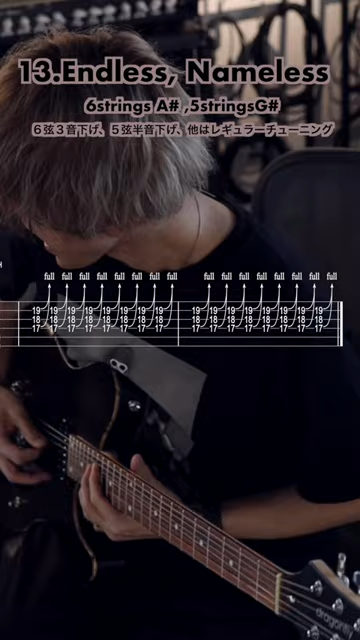 13.Endless, Nameless
6strings A# ,5stringsG#
６弦３音下げ、５弦半音下げ、他はレギュラーチューニング
full full full full full full full full full full full full full full full full
19 19 19 19 19 19 19 19 19 19 19 19 19 19 19 19
18 18 18 18 18 18 18 18 18 18 18 18 18 18 18 18
17 17 17 17 17 17 17 17 17 17 17 17 17 17 17 17